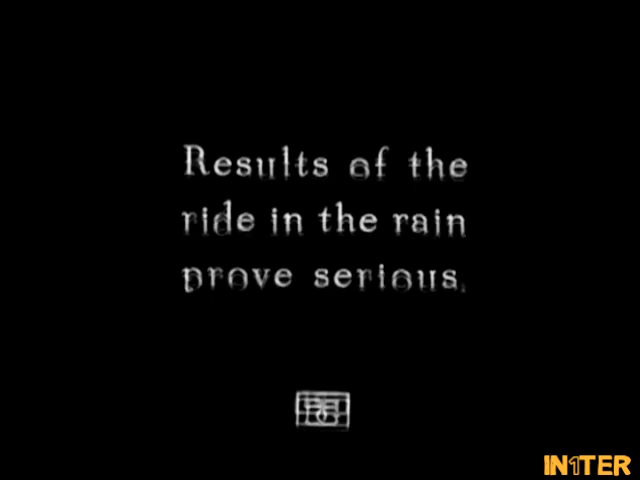 Results of the
ride in the rain
prove serious.
IN1TER